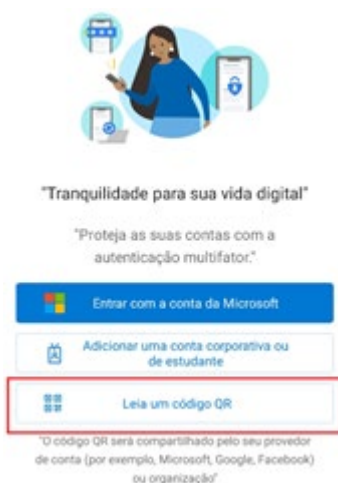 "Tranquilidade para sua vida digital"
"Proteja as suas contas com a
autenticação multifator."
Entrar com a conta da Microsoft
Adicionar uma conta corporativa ou
de estudante
Leia um código QR
"O código QR será compartilhado pelo seu provedor
de conta (por exemplo, Microsoft, Google, Facebook)
ou organização"